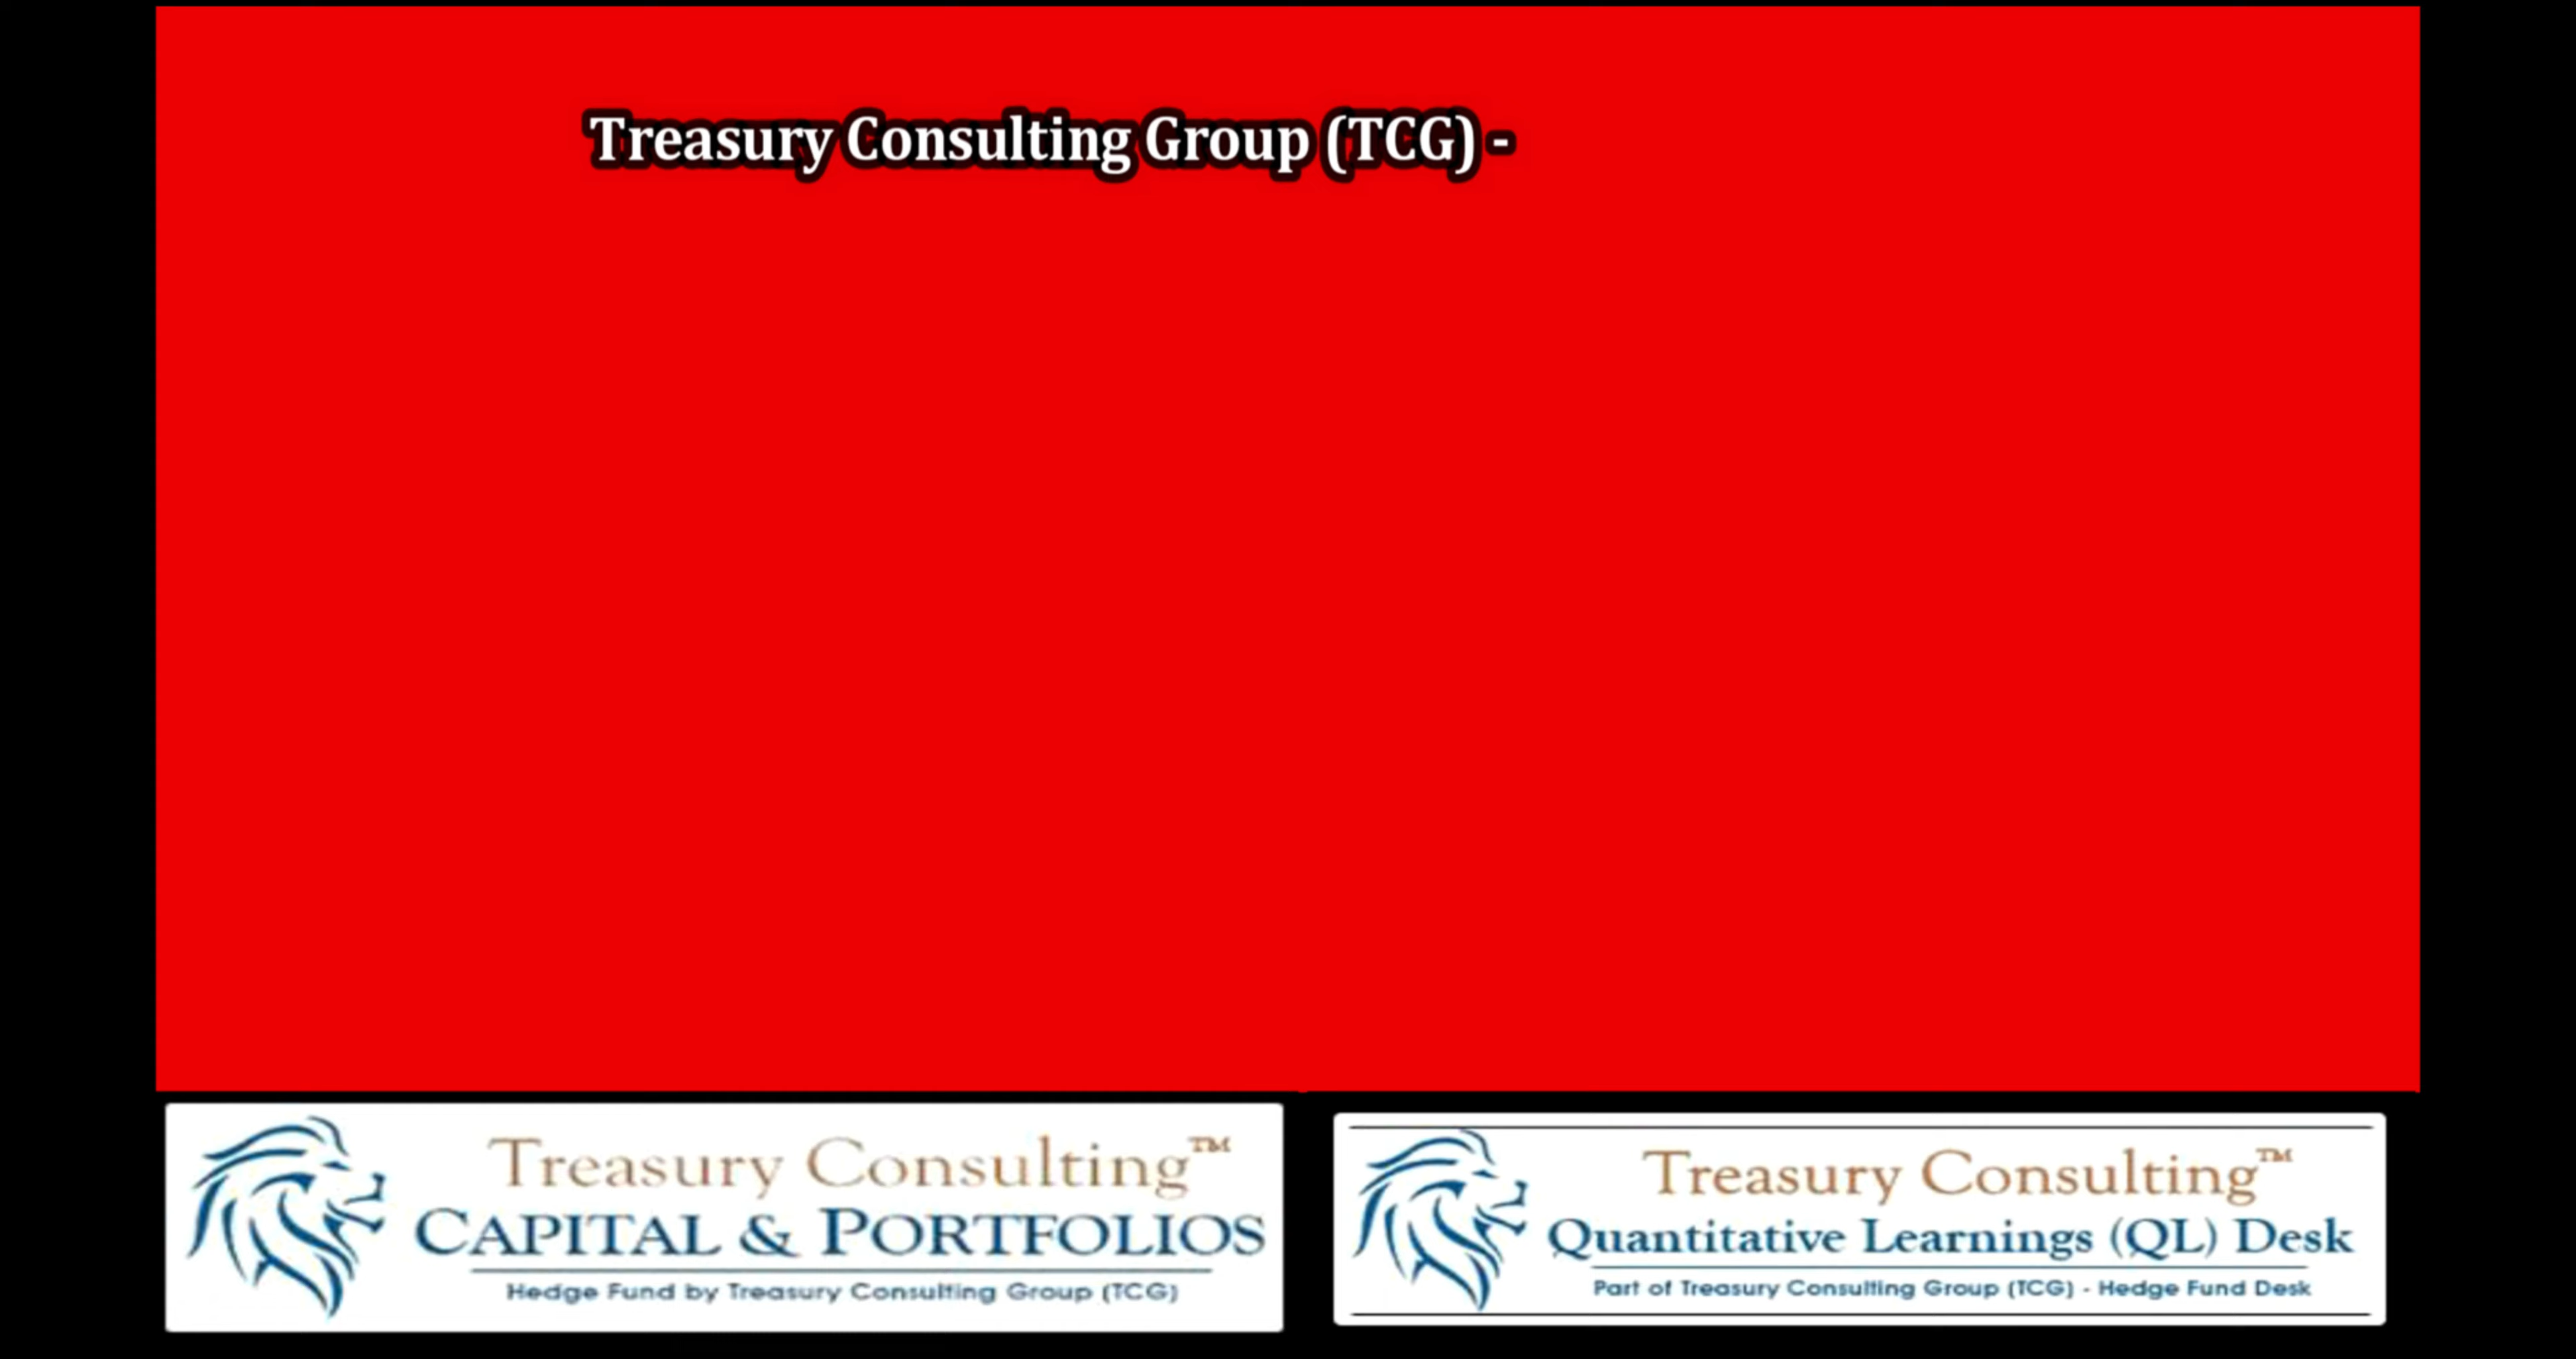 Treasury Consulting Group (TCG) -
Treasury Consulting™
CAPITAL & PORTFOLIOS
Hedge Fund by Treasury Consulting Group (TCG)
Treasury Consulting™
Quantitative Learnings (QL) Desk
Part of Treasury Consulting Group (TCG) - Hedge Fund Desk